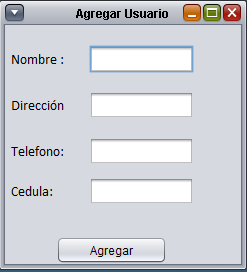 Agregar Usuario
Nombre :
Dirección
Telefono:
Cedula:
Agregar